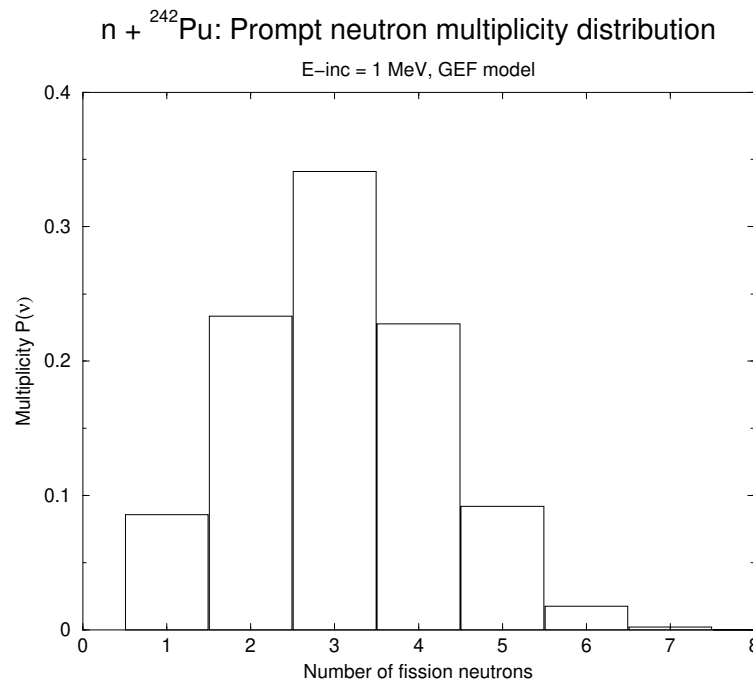 n + ²⁴²Pu: Prompt neutron multiplicity distribution
E−inc = 1 MeV, GEF model
0.4
0.3
0.2
0.1
0
Multiplicity P(ν)
0 1 2 3 4 5 6 7 8
Number of fission neutrons